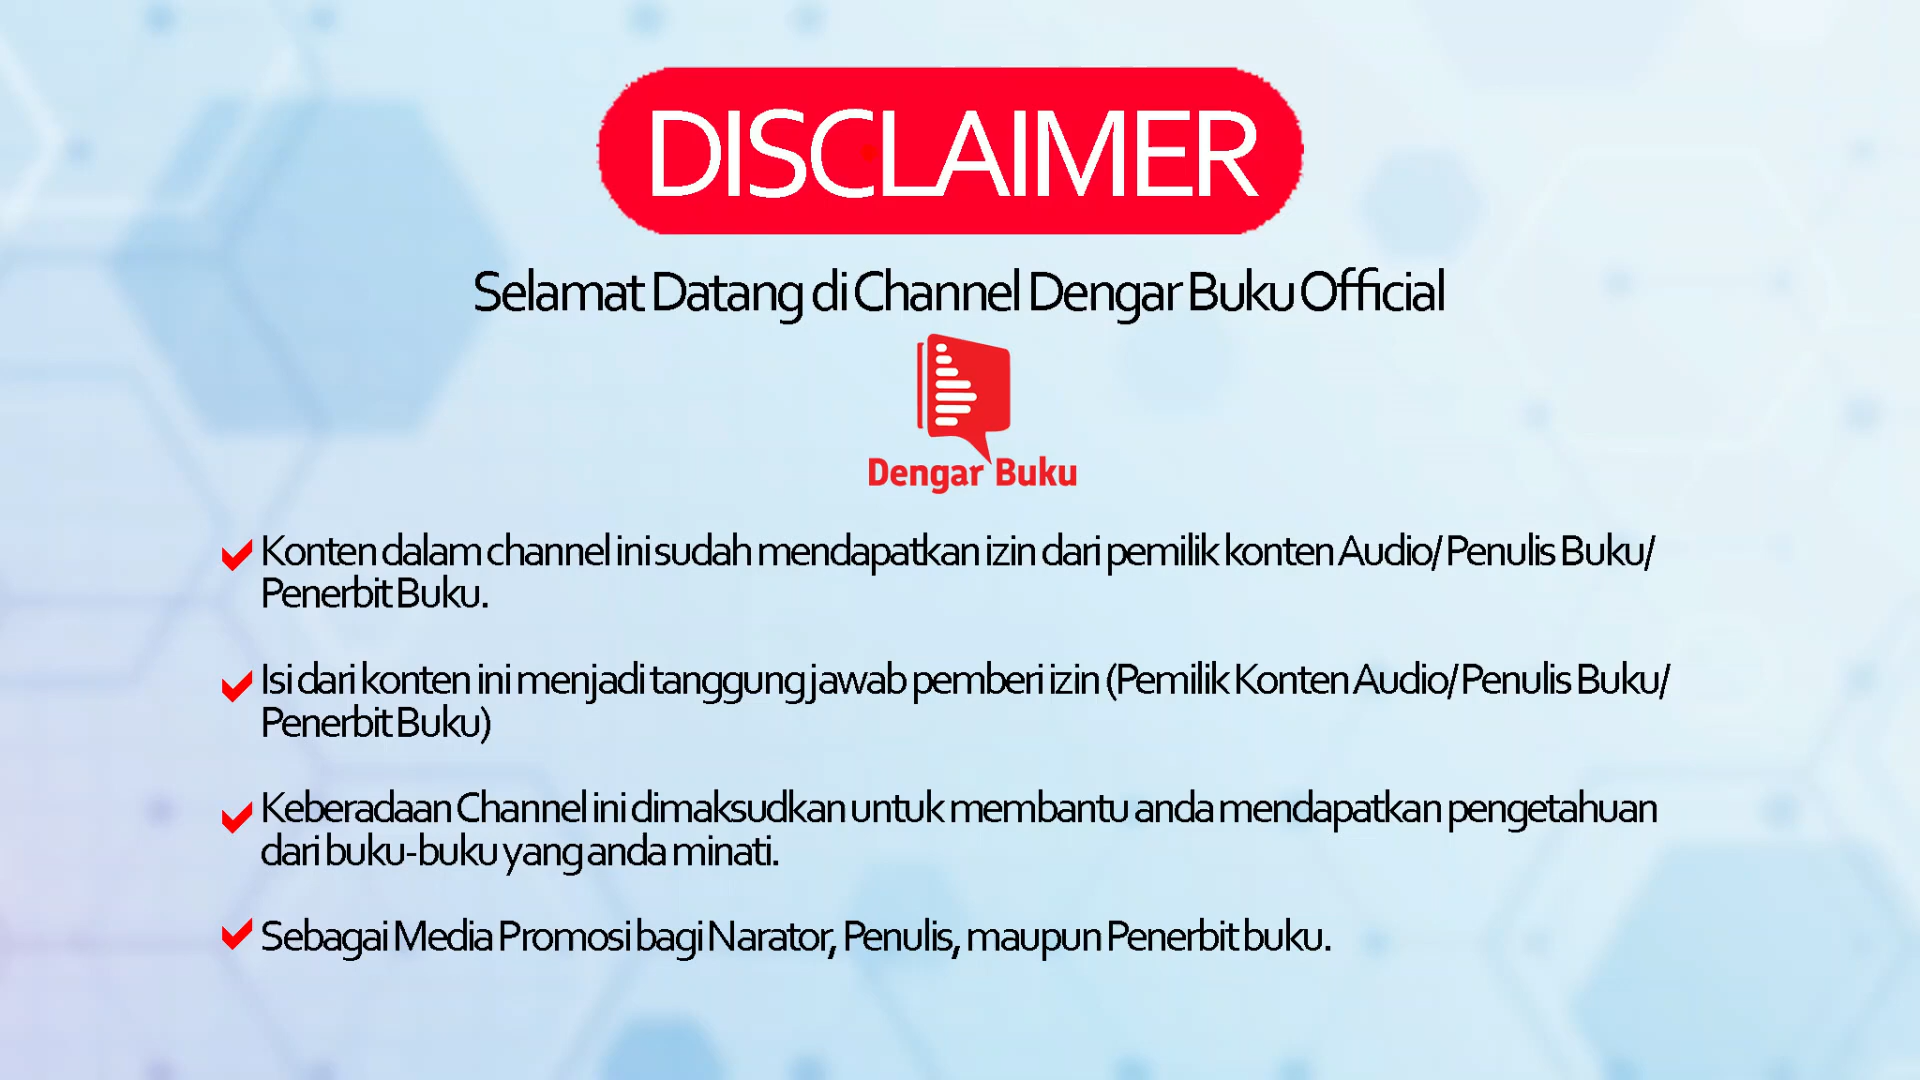 DISCLAIMER
Selamat Datang di Channel Dengar Buku Official
Dengar Buku
Konten dalam channel ini sudah mendapatkan izin dari pemilik konten Audio/ Penulis Buku/
Penerbit Buku.
Isi dari konten ini menjadi tanggung jawab pemberi izin (Pemilik Konten Audio/ Penulis Buku/
Penerbit Buku)
Keberadaan Channel ini dimaksudkan untuk membantu anda mendapatkan pengetahuan
dari buku-buku yang anda minati.
Sebagai Media Promosi bagi Narator, Penulis, maupun Penerbit buku.